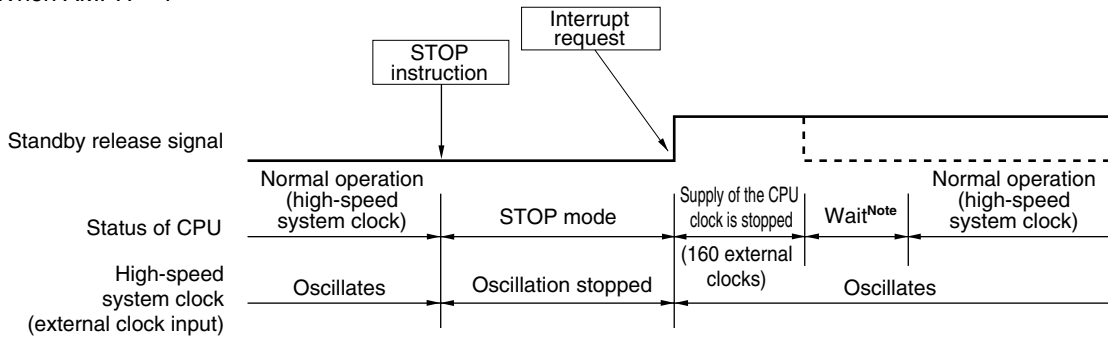 Interrupt
request
STOP
instruction
Standby release signal
Normal operation
(high-speed
system clock)
STOP mode
Supply of the CPU
clock is stopped
Wait Note
Normal operation
(high-speed
system clock)
Status of CPU
(160 external
clocks)
High-speed
system clock
(external clock input)
Oscillates
Oscillation stopped
Oscillates